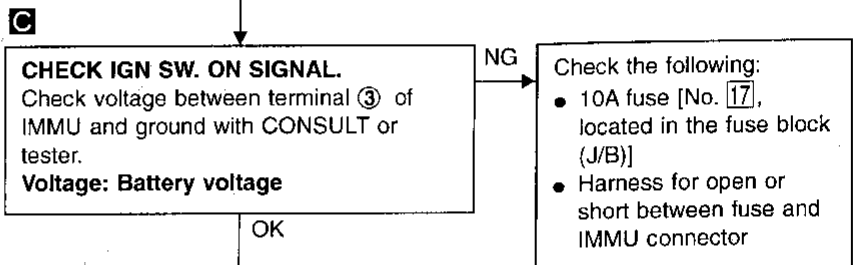 C
CHECK IGN SW. ON SIGNAL.
Check voltage between terminal ③ of
IMMU and ground with CONSULT or
tester.
Voltage: Battery voltage
NG
Check the following:
● 10A fuse [No. 17,
located in the fuse block
(J/B)]
● Harness for open or
short between fuse and
IMMU connector
OK